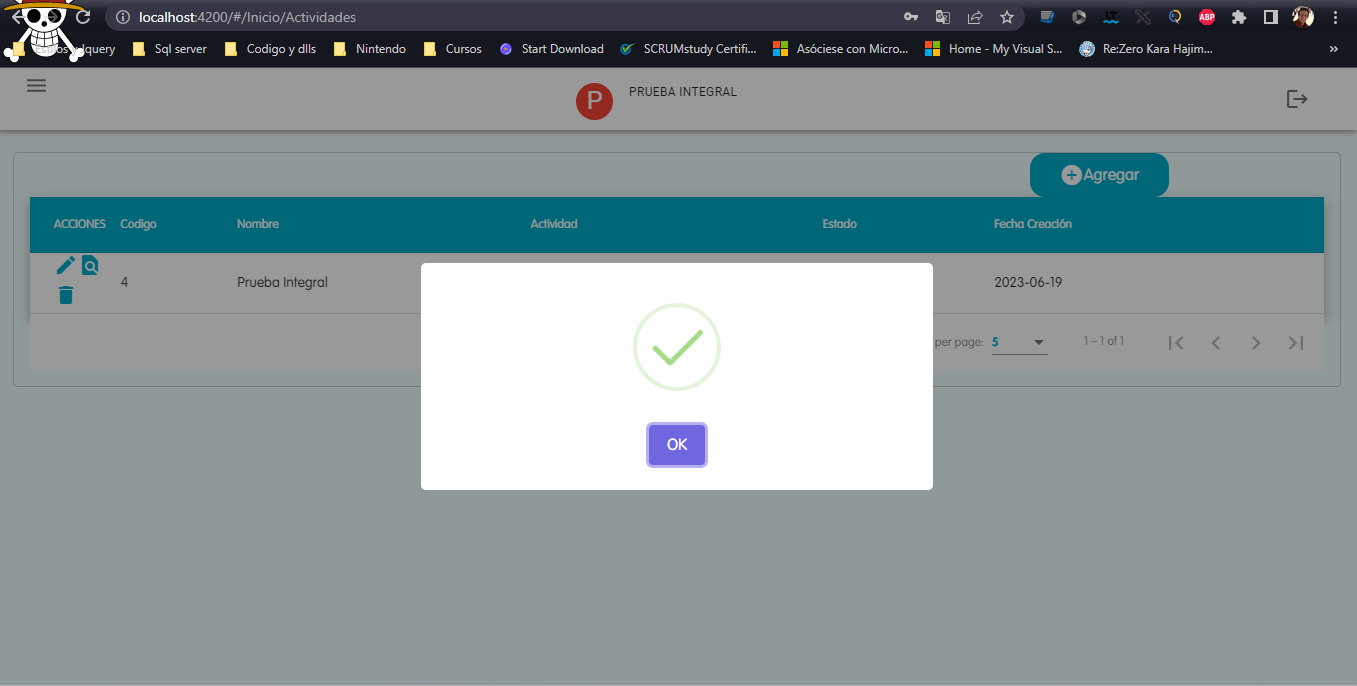 localhost:4200/#/Inicio/Actividades
ABP
Jquery Sql server Codigo y dlls Nintendo Cursos Start Download SCRUMstudy Certifi... Asóciese con Micro... Home - My Visual S... Re:Zero Kara Hajim... »
P PRUEBA INTEGRAL
Agregar
ACCIONES Codigo Nombre Actividad Estado Fecha Creación
4 Prueba Integral 2023-06-19
per page: 5 1 – 1 of 1
OK